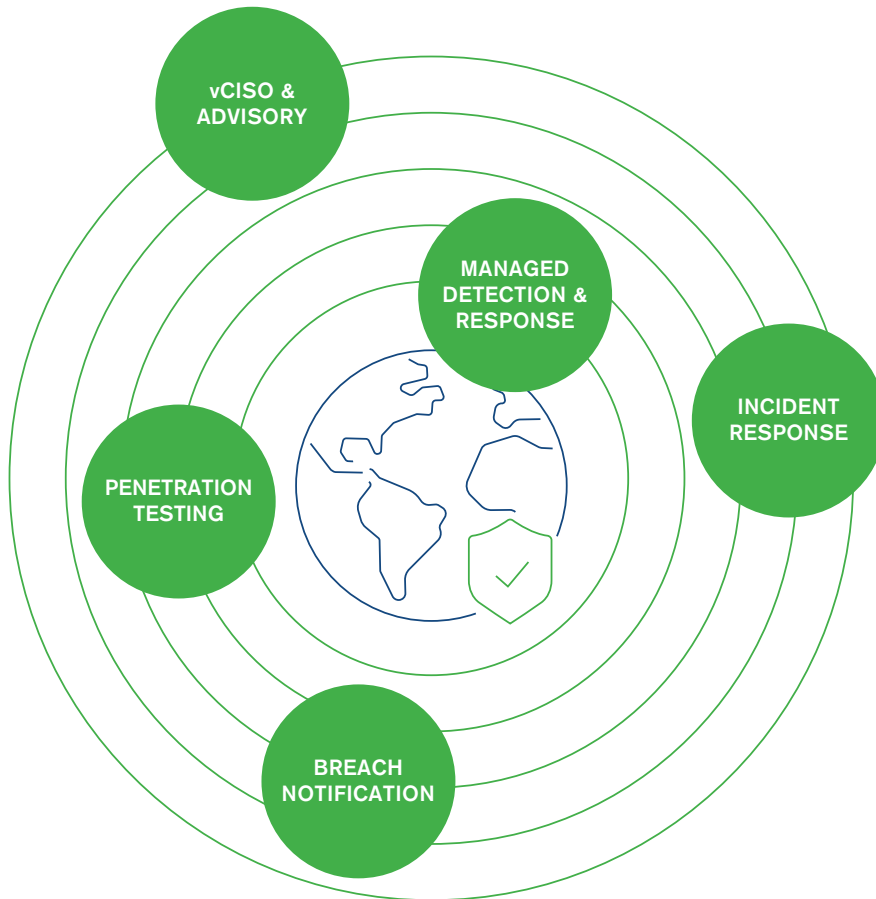 vCISO &
ADVISORY
MANAGED
DETECTION &
RESPONSE
INCIDENT
RESPONSE
PENETRATION
TESTING
BREACH
NOTIFICATION